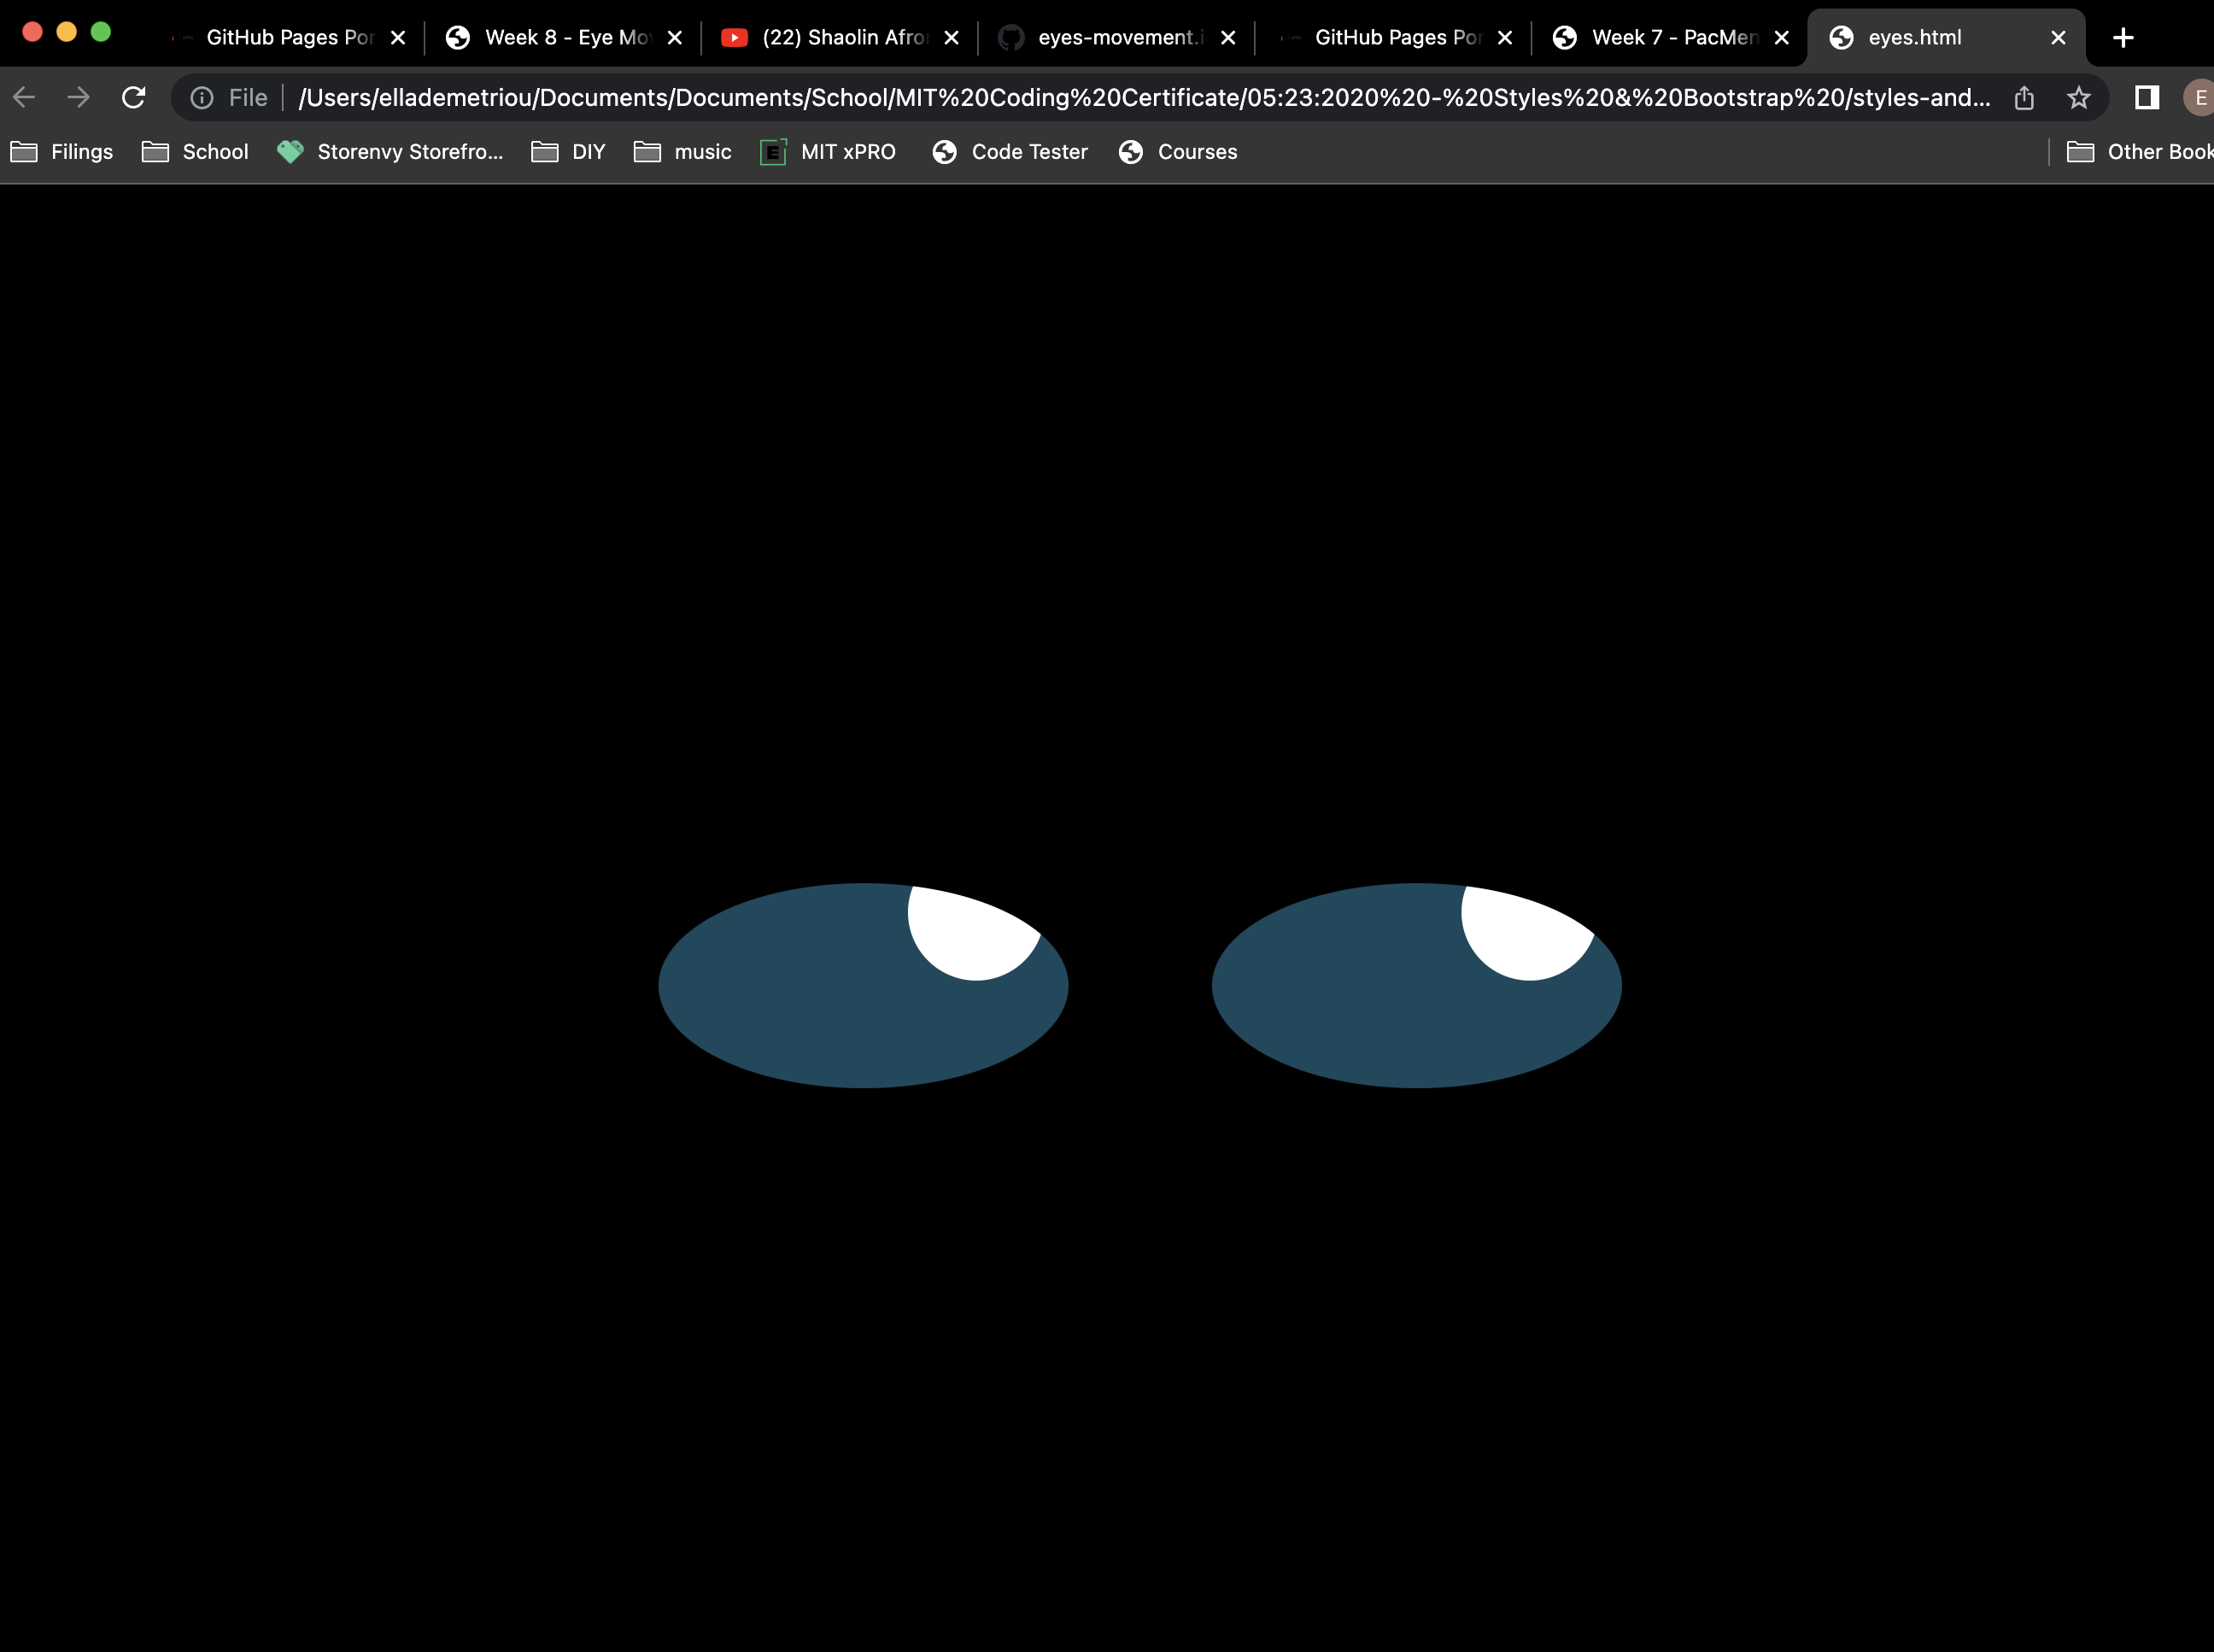 GitHub Pages Por
Week 8 - Eye Mov
(22) Shaolin Afro
eyes-movement.i
GitHub Pages Por
Week 7 - PacMen
eyes.html
File
/Users/ellademetriou/Documents/Documents/School/MIT%20Coding%20Certificate/05:23:2020%20-%20Styles%20&%20Bootstrap%20/styles-and...
E
Filings
School
Storenvy Storefro...
DIY
music
E
MIT xPRO
Code Tester
Courses
Other Book